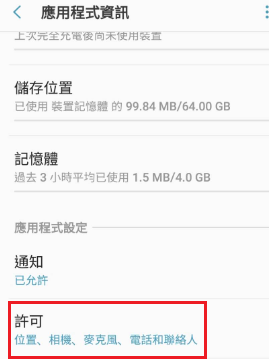 應用程式資訊
上次完全充電後尚未使用裝置
儲存位置
已使用 裝置記憶體 的 99.84 MB/64.00 GB
記憶體
過去 3 小時平均已使用 1.5 MB/4.0 GB
應用程式設定
通知
已允許
許可
位置、相機、麥克風、電話和聯絡人